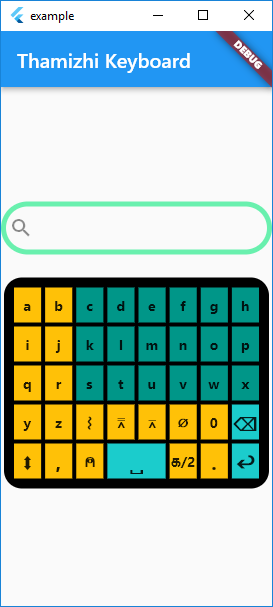 example
Thamizhi Keyboard
DEBUG
a b c d e f g h
i j k l m n o p
q r s t u v w x
y z ⌇ ⌆ ⌅ Ø 0 ⌫
⬍ , ␣ க/2 . ↩